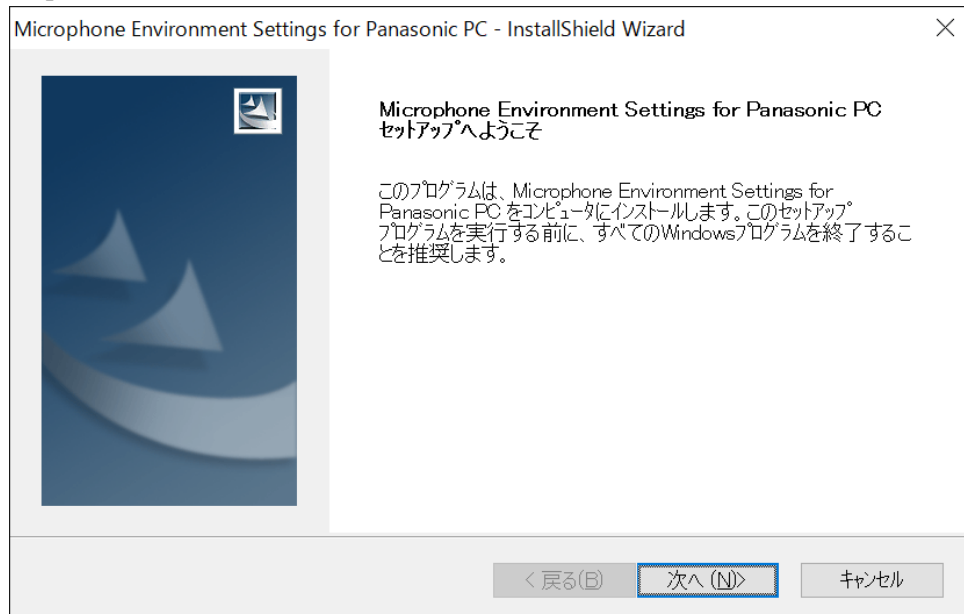 Microphone Environment Settings for Panasonic PC - InstallShield Wizard
Microphone Environment Settings for Panasonic PC
セットアップへようこそ
このプログラムは、Microphone Environment Settings for
Panasonic PC をコンピュータにインストールします。このセットアップ
プログラムを実行する前に、すべてのWindowsプログラムを終了するこ
とを推奨します。
< 戻る(B)
次へ (N)>
キャンセル